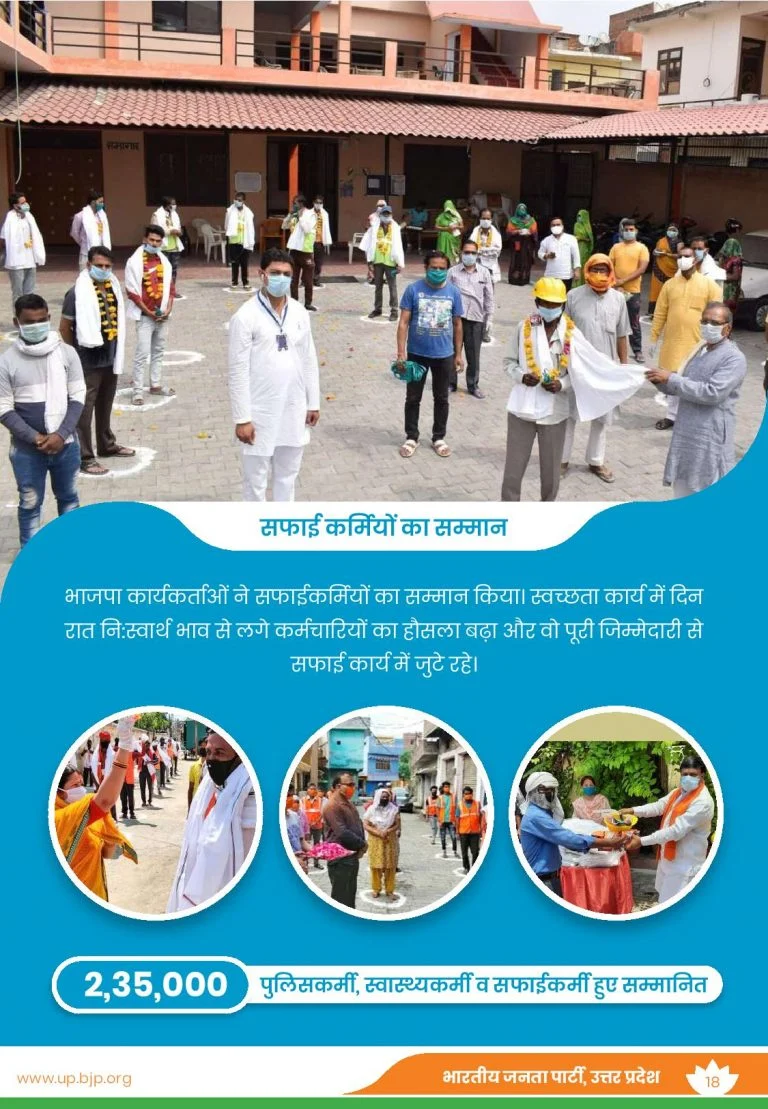 सफाई कर्मियों का सम्मान
भाजपा कार्यकर्ताओं ने सफाईकर्मियों का सम्मान किया। स्वच्छता कार्य में दिन
रात नि:स्वार्थ भाव से लगे कर्मचारियों का हौसला बढ़ा और वो पूरी जिम्मेदारी से
सफाई कार्य में जुटे रहे।
2,35,000 पुलिसकर्मी, स्वास्थ्यकर्मी व सफाईकर्मी हुए सम्मानित
www.up.bjp.org
भारतीय जनता पार्टी, उत्तर प्रदेश
18